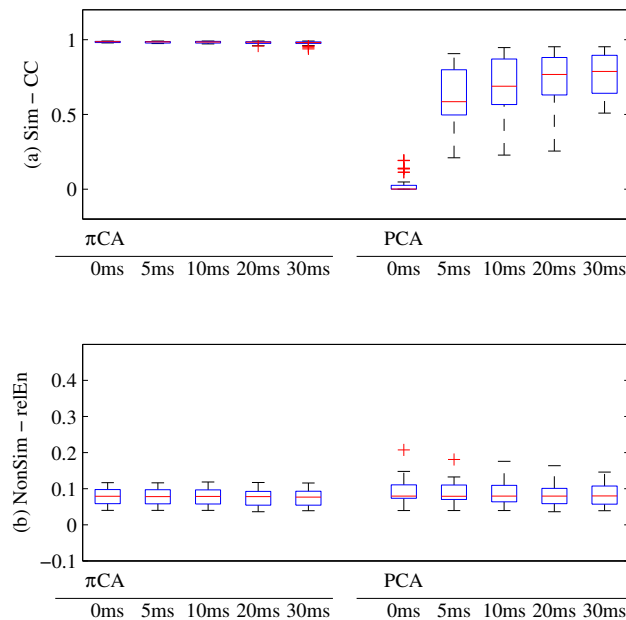 1
0.5
0
(a) Sim − CC
πCA PCA
0ms 5ms 10ms 20ms 30ms 0ms 5ms 10ms 20ms 30ms
0.4
0.3
0.2
0.1
0
−0.1
(b) NonSim − relEn
πCA PCA
0ms 5ms 10ms 20ms 30ms 0ms 5ms 10ms 20ms 30ms